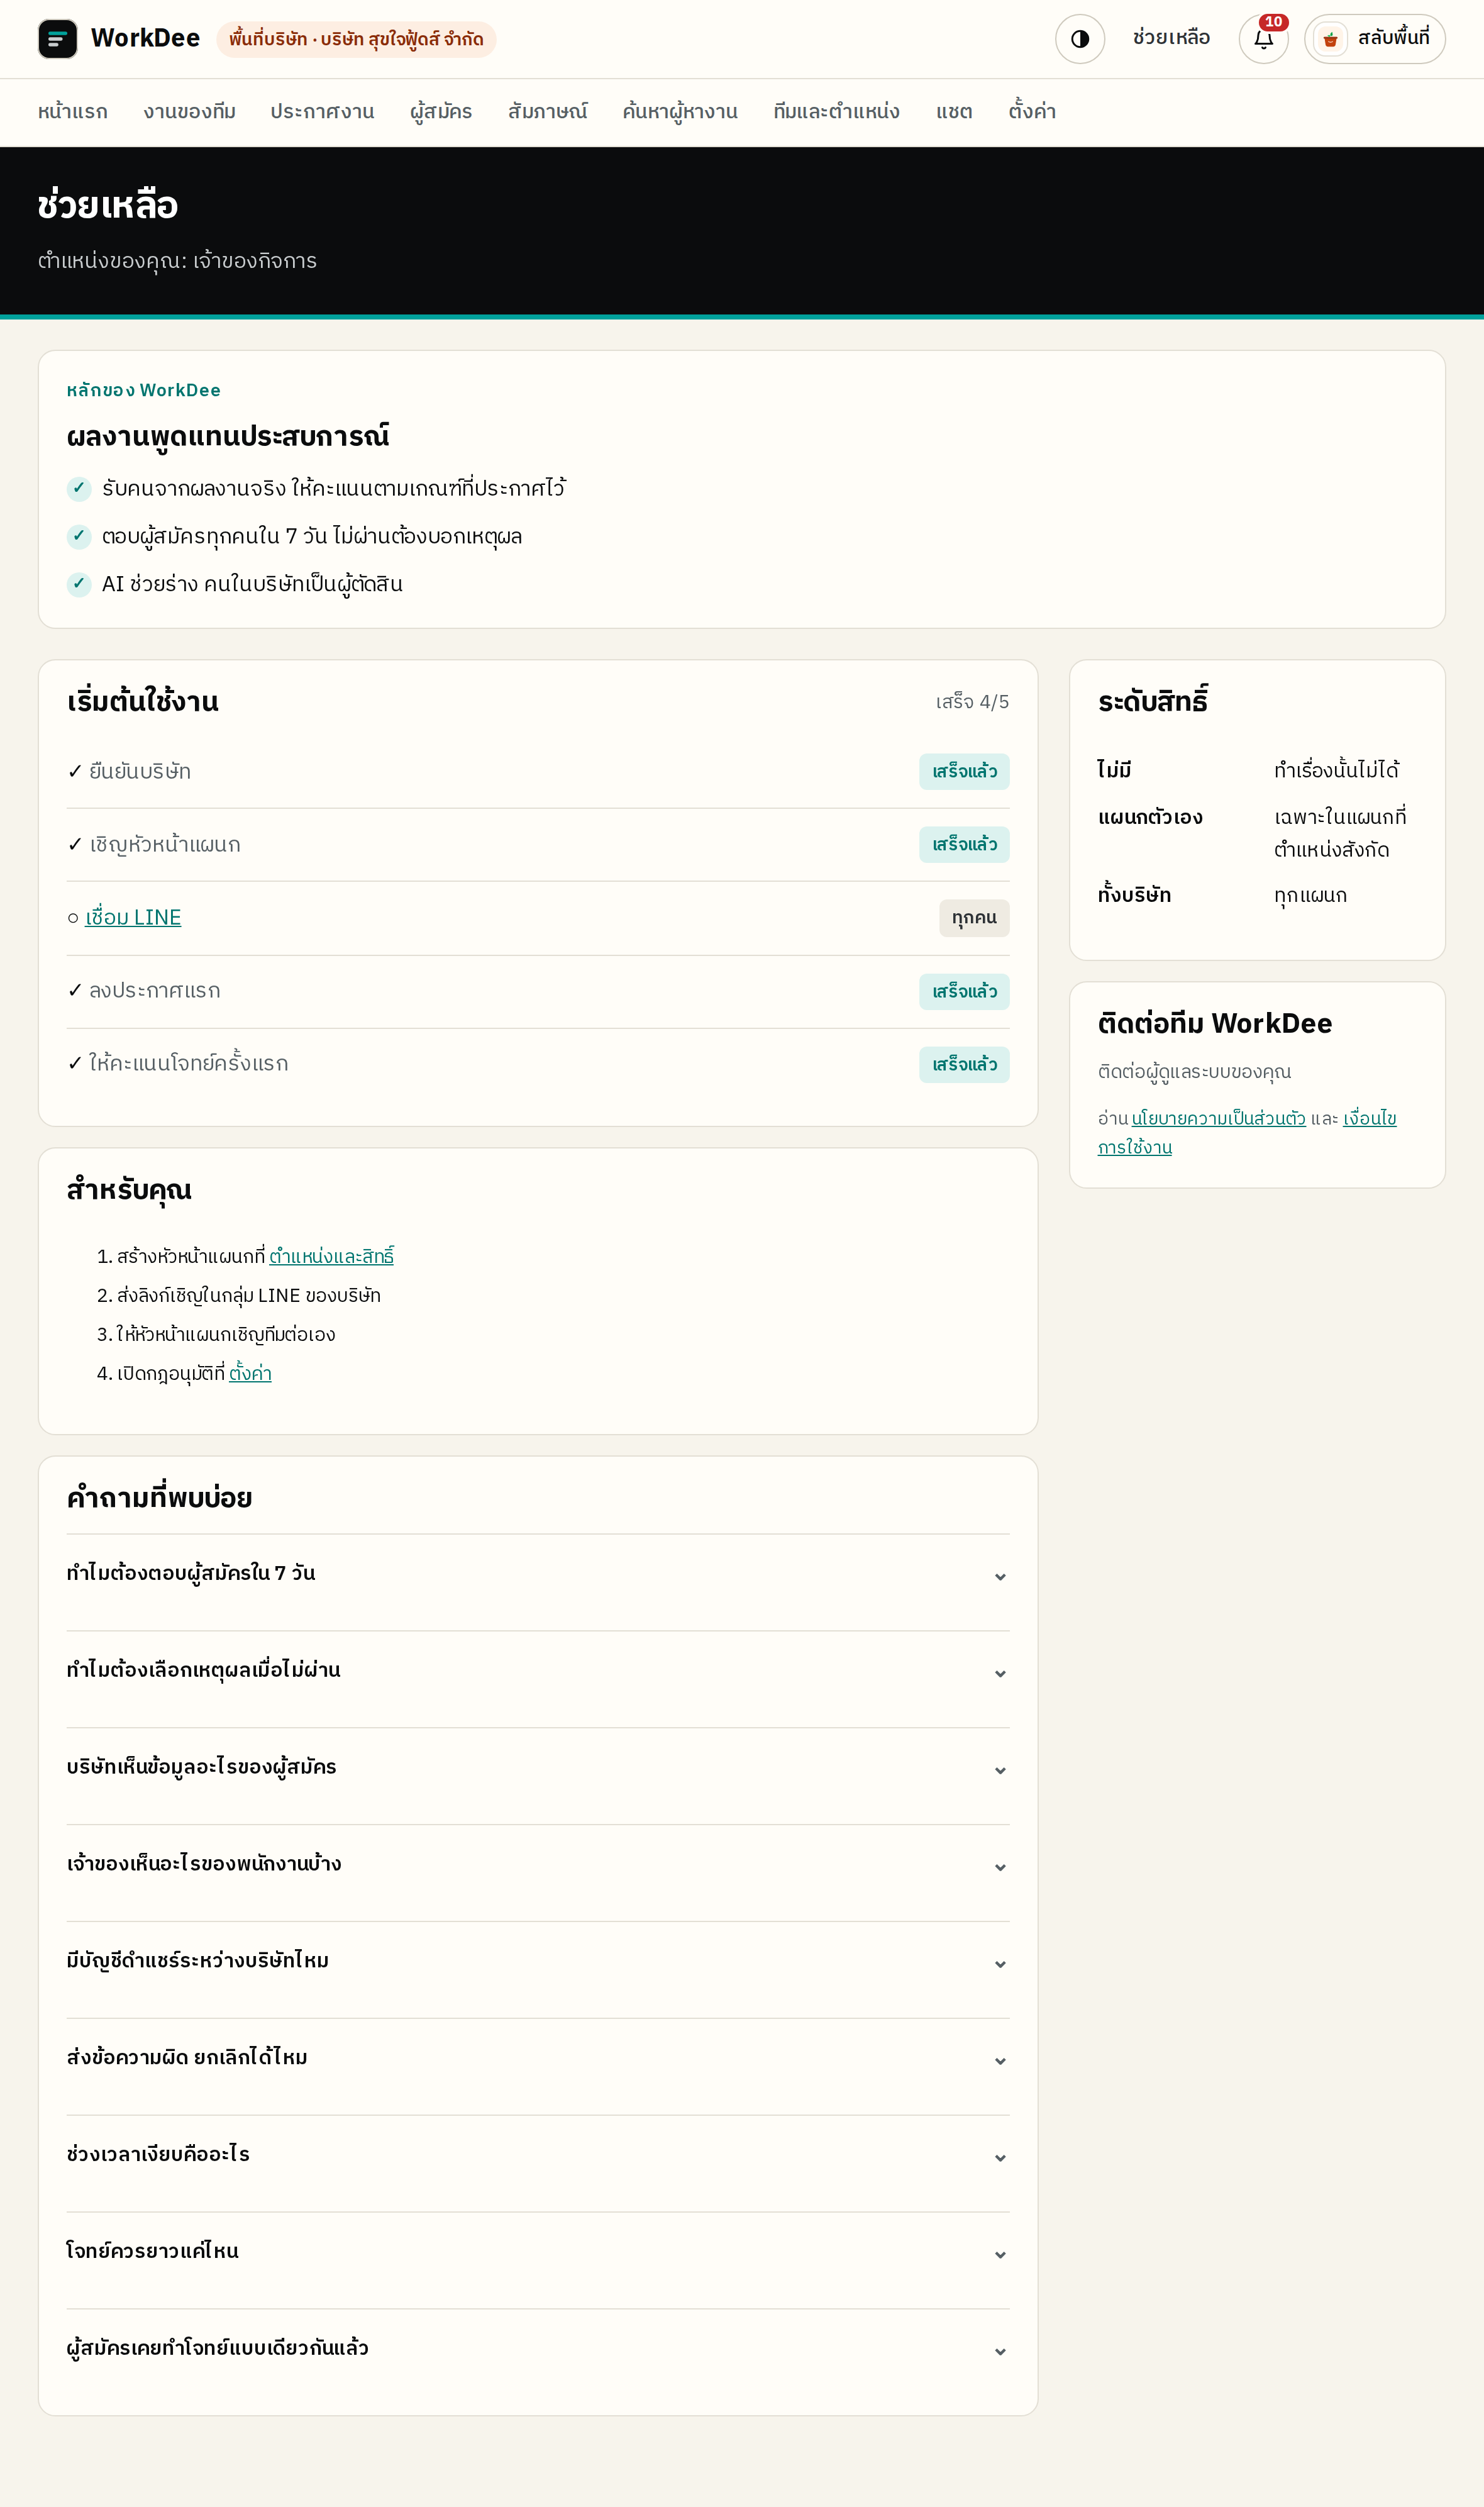 WorkDee
พื้นที่บริษัท · บริษัท สุขใจฟู้ดส์ จำกัด
ช่วยเหลือ
10
สลับพื้นที่
หน้าแรก งานของทีม ประกาศงาน ผู้สมัคร สัมภาษณ์ ค้นหาผู้หางาน ทีมและตำแหน่ง แชต ตั้งค่า
ช่วยเหลือ
ตำแหน่งของคุณ: เจ้าของกิจการ
หลักของ WorkDee
ผลงานพูดแทนประสบการณ์
✓ รับคนจากผลงานจริง ให้คะแนนตามเกณฑ์ที่ประกาศไว้
✓ ตอบผู้สมัครทุกคนใน 7 วัน ไม่ผ่านต้องบอกเหตุผล
✓ AI ช่วยร่าง คนในบริษัทเป็นผู้ตัดสิน
เริ่มต้นใช้งาน เสร็จ 4/5
✓ ยืนยันบริษัท เสร็จแล้ว
✓ เชิญหัวหน้าแผนก เสร็จแล้ว
○ เชื่อม LINE ทุกคน
✓ ลงประกาศแรก เสร็จแล้ว
✓ ให้คะแนนโจทย์ครั้งแรก เสร็จแล้ว
สำหรับคุณ
1. สร้างหัวหน้าแผนกที่ ตำแหน่งและสิทธิ์
2. ส่งลิงก์เชิญในกลุ่ม LINE ของบริษัท
3. ให้หัวหน้าแผนกเชิญทีมต่อเอง
4. เปิดกฎอนุมัติที่ ตั้งค่า
คำถามที่พบบ่อย
ทำไมต้องตอบผู้สมัครใน 7 วัน
ทำไมต้องเลือกเหตุผลเมื่อไม่ผ่าน
บริษัทเห็นข้อมูลอะไรของผู้สมัคร
เจ้าของเห็นอะไรของพนักงานบ้าง
มีบัญชีดำแชร์ระหว่างบริษัทไหม
ส่งข้อความผิด ยกเลิกได้ไหม
ช่วงเวลาเงียบคืออะไร
โจทย์ควรยาวแค่ไหน
ผู้สมัครเคยทำโจทย์แบบเดียวกันแล้ว
ระดับสิทธิ์
ไม่มี ทำเรื่องนั้นไม่ได้
แผนกตัวเอง เฉพาะในแผนกที่
ตำแหน่งสังกัด
ทั้งบริษัท ทุกแผนก
ติดต่อทีม WorkDee
ติดต่อผู้ดูแลระบบของคุณ
อ่าน นโยบายความเป็นส่วนตัว และ เงื่อนไข
การใช้งาน